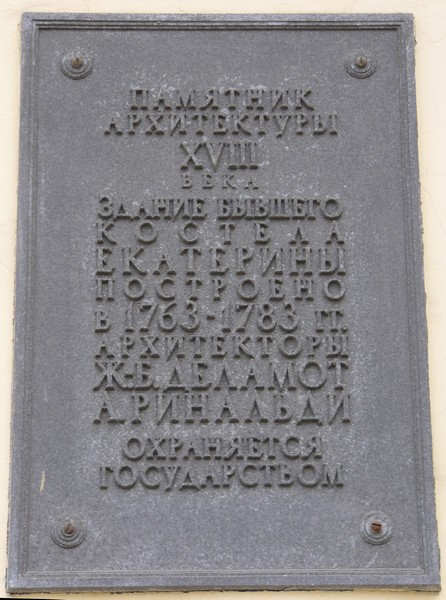 ПАМЯТНИК
АРХИТЕКТУРЫ
XVIII
ВЕКА
ЗДАНИЕ БЫВШЕГО
КОСТЕЛА
ЕКАТЕРИНЫ
ПОСТРОЕНО
В 1763-1783 ГГ.
АРХИТЕКТОРЫ
Ж-Б.ДЕЛАМОТ
А.РИНАЛЬДИ
ОХРАНЯЕТСЯ
ГОСУДАРСТВОМ